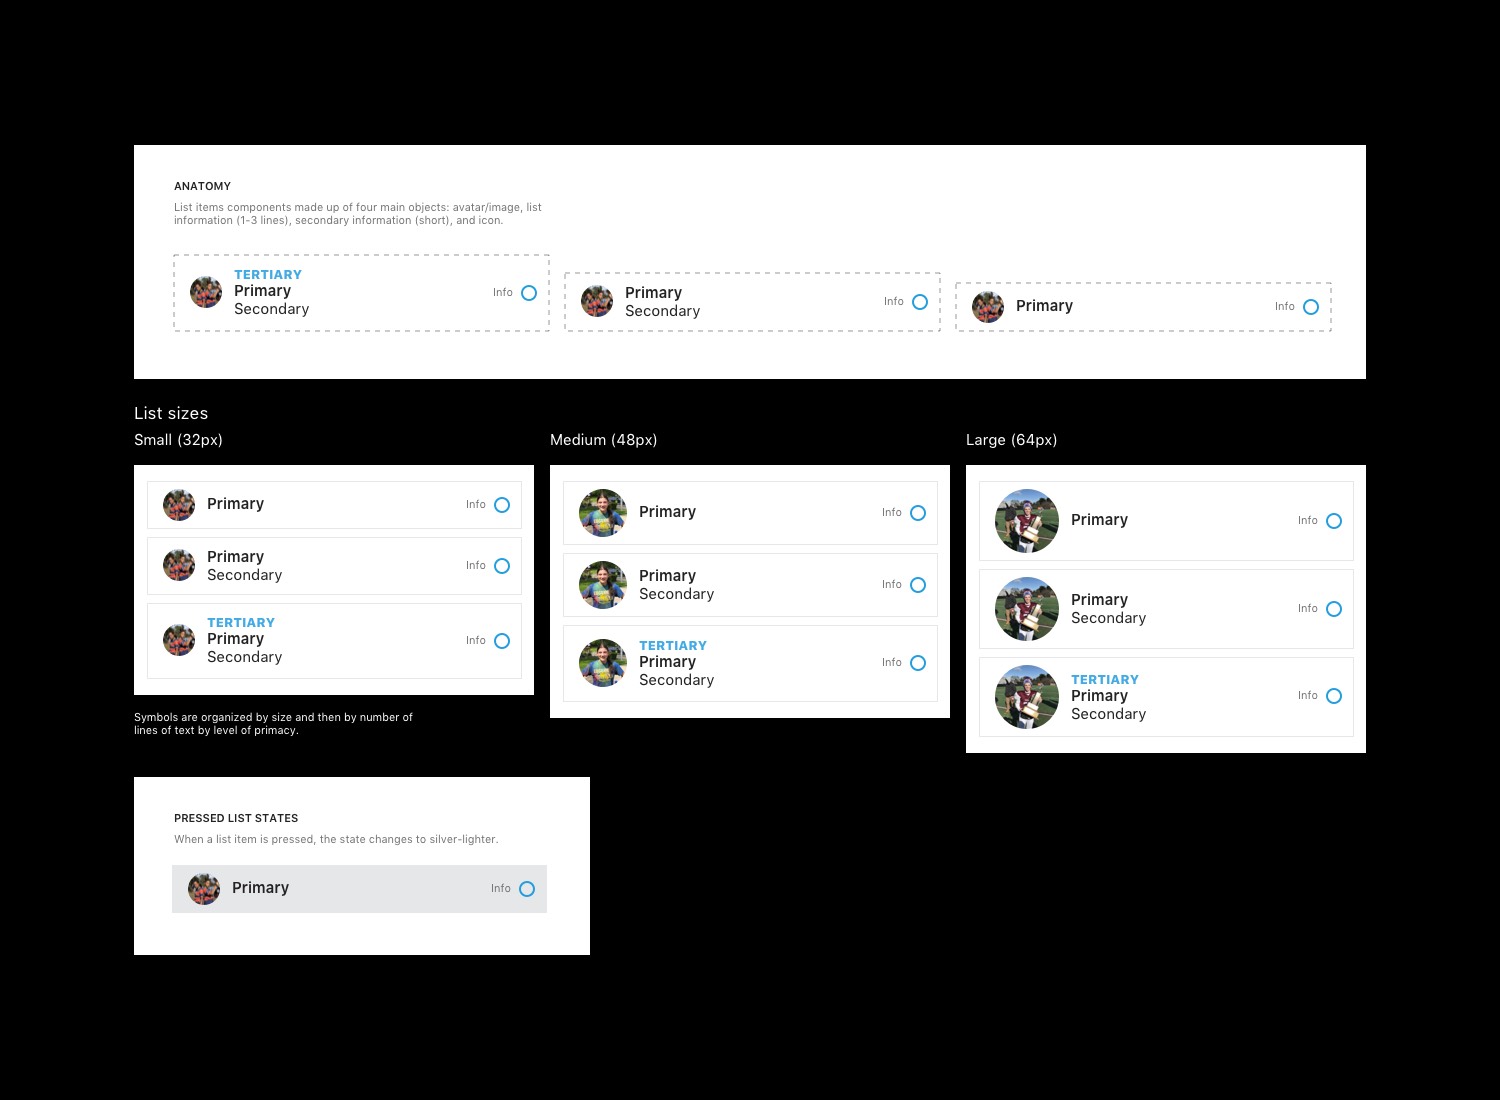 ANATOMY
List items components made up of four main objects: avatar/image, list
information (1-3 lines), secondary information (short), and icon.
TERTIARY
Primary
Secondary
Info
Primary
Secondary
Info
Primary
Info
List sizes
Small (32px)
Primary
Info
Primary
Secondary
Info
TERTIARY
Primary
Secondary
Info
Symbols are organized by size and then by number of
lines of text by level of primacy.
Medium (48px)
Primary
Info
Primary
Secondary
Info
TERTIARY
Primary
Secondary
Info
Large (64px)
Primary
Info
Primary
Secondary
Info
TERTIARY
Primary
Secondary
Info
PRESSED LIST STATES
When a list item is pressed, the state changes to silver-lighter.
Primary
Info